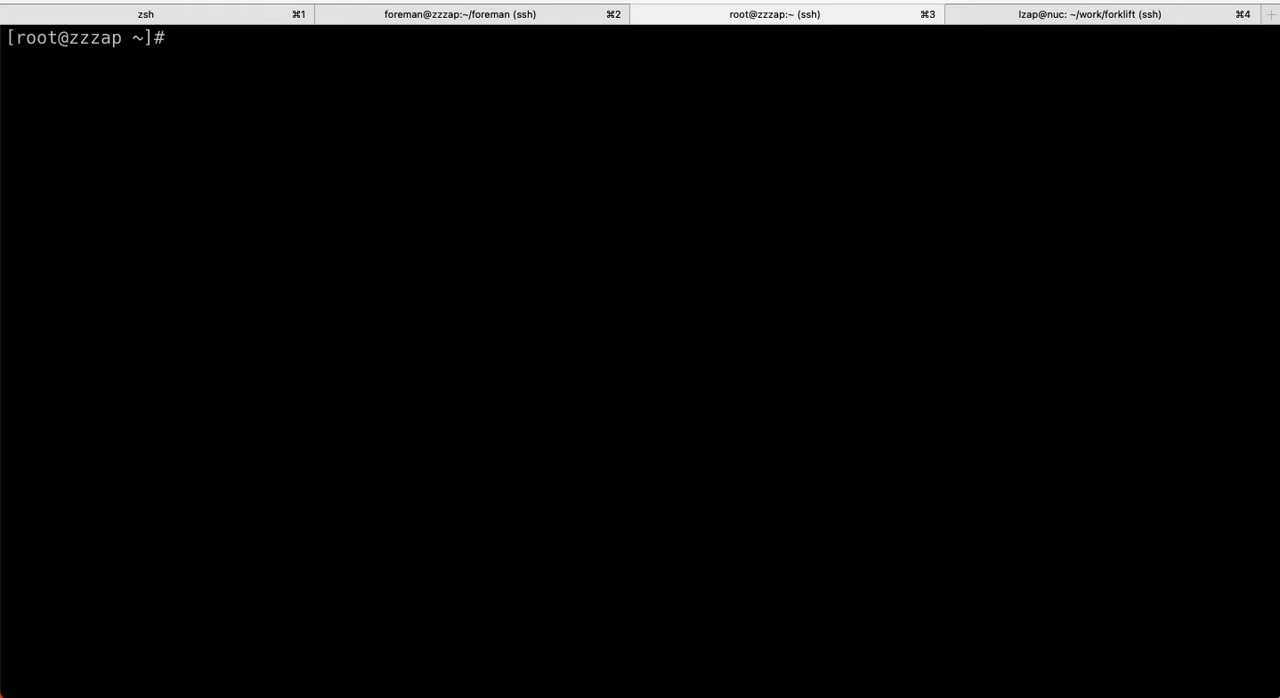 zsh ⌘1 foreman@zzzap:~/foreman (ssh) ⌘2 root@zzzap:~ (ssh) ⌘3 lzap@nuc: ~/work/forklift (ssh) ⌘4 +
[root@zzzap ~]#